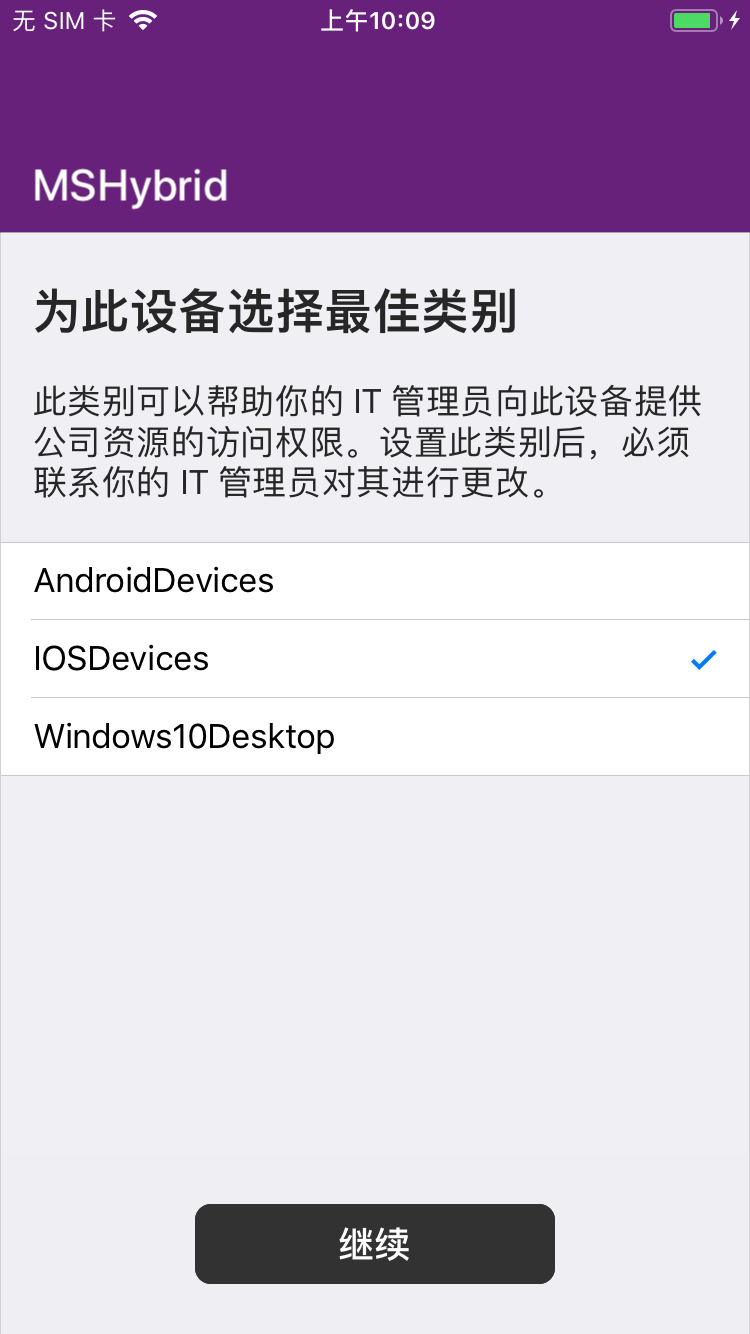 无 SIM 卡 上午10:09
MSHybrid
为此设备选择最佳类别
此类别可以帮助你的 IT 管理员向此设备提供
公司资源的访问权限。设置此类别后，必须
联系你的 IT 管理员对其进行更改。
AndroidDevices
IOSDevices
Windows10Desktop
继续